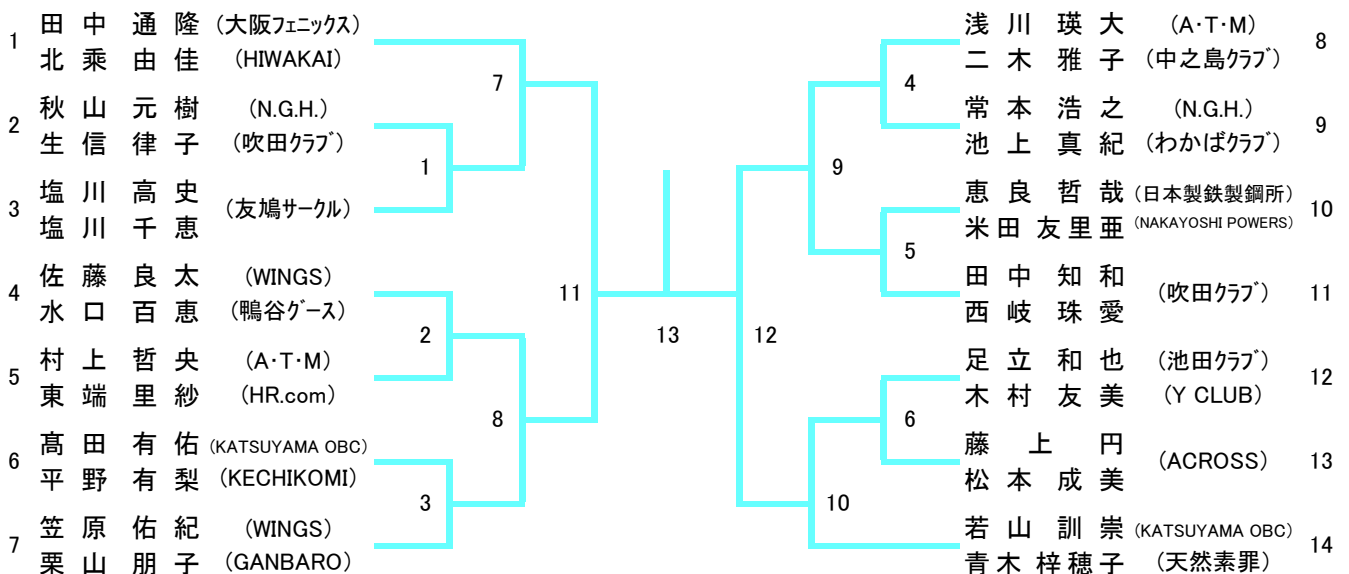 1 田中 通隆 (大阪フェニックス)
北乗 由佳 (HIWAKAI)
2 秋山 元樹 (N.G.H.)
生信 律子 (吹田クラブ)
3 塩川 高史 (友鳩サークル)
塩川 千恵
4 佐藤 良太 (WINGS)
水口 百恵 (鴨谷グース)
5 村上 哲央 (A・T・M)
東端 里紗 (HR.com)
6 髙田 有佑 (KATSUYAMA OBC)
平野 有梨 (KECHIKOMI)
7 笠原 佑紀 (WINGS)
栗山 朋子 (GANBARO)
7
1
2
8
3
11
13
12
9
4
5
6
10
浅川 瑛大 (A・T・M) 8
二木 雅子 (中之島クラブ)
常本 浩之 (N.G.H.) 9
池上 真紀 (わかばクラブ)
恵良 哲哉 (日本製鉄製鋼所) 10
米田 友里亜 (NAKAYOSHI POWERS)
田中 知和 (吹田クラブ) 11
西岐 珠愛
足立 和也 (池田クラブ) 12
木村 友美 (Y CLUB)
藤上 円 (ACROSS) 13
松本 成美
若山 訓崇 (KATSUYAMA OBC) 14
青木 梓穂子 (天然素罪)